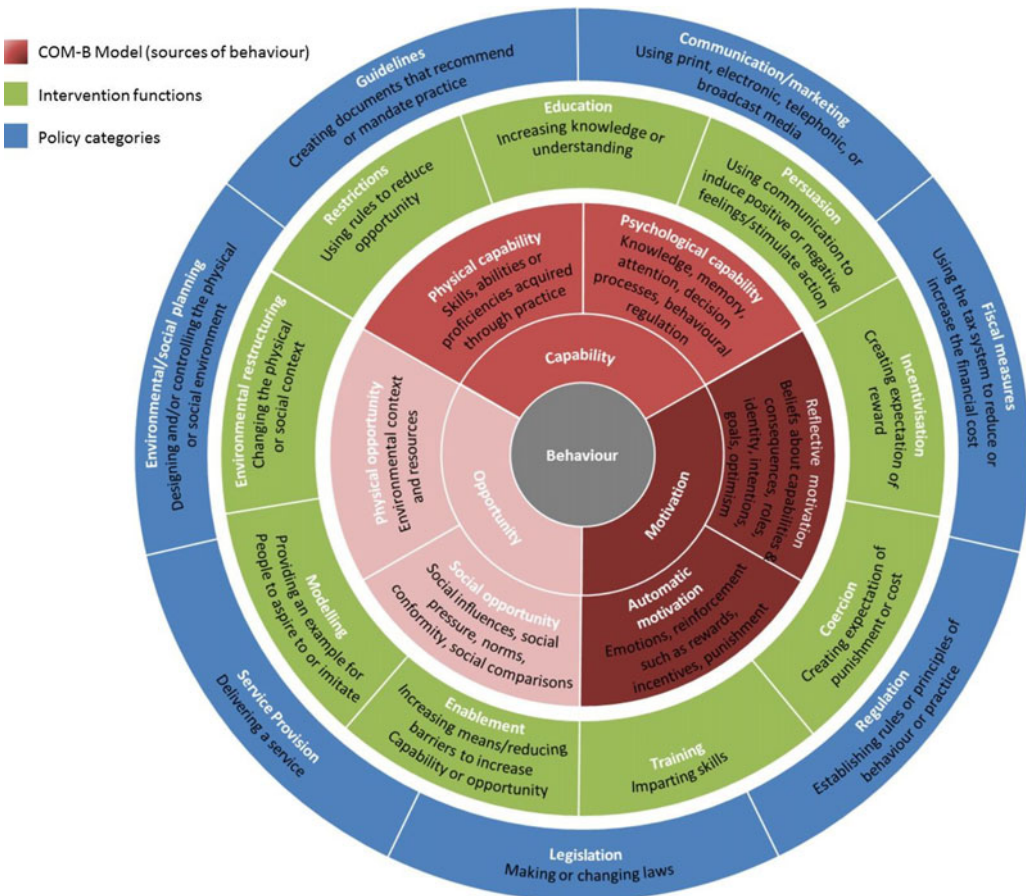 COM-B Model (sources of behaviour)
Intervention functions
Policy categories
Guidelines
Creating documents that recommend
or mandate practice
Communication/marketing
Using print, electronic, telephonic, or
broadcast media
Fiscal measures
Using the tax system to reduce or
increase the financial cost
Regulation
Establishing rules or principles of
behaviour or practice
Legislation
Making or changing laws
Service Provision
Delivering a service
Environmental/social planning
Designing and/or controlling the physical
or social environment
Education
Increasing knowledge or
understanding
Persuasion
Using communication to
induce positive or negative
feelings/stimulate action
Incentivisation
Creating expectation of
reward
Coercion
Creating expectation of
punishment or cost
Training
Imparting skills
Enablement
Increasing means/reducing
barriers to increase
Capability or opportunity
Modelling
Providing an example for
People to aspire to or imitate
Environmental restructuring
Changing the physical
or social context
Restrictions
Using rules to reduce
opportunity
Physical capability
Skills, abilities or
proficiencies acquired
through practice
Psychological capability
Knowledge, memory,
attention, decision
processes, behavioural
regulation
Reflective motivation
Beliefs about capabilities &
consequences, roles,
identity, intentions,
goals, optimism
Automatic
motivation
Emotions, reinforcement
such as rewards,
incentives, punishment
Social opportunity
Social influences, social
pressure, norms,
conformity, social comparisons
Physical opportunity
Environmental context
and resources
Capability
Motivation
Opportunity
Behaviour